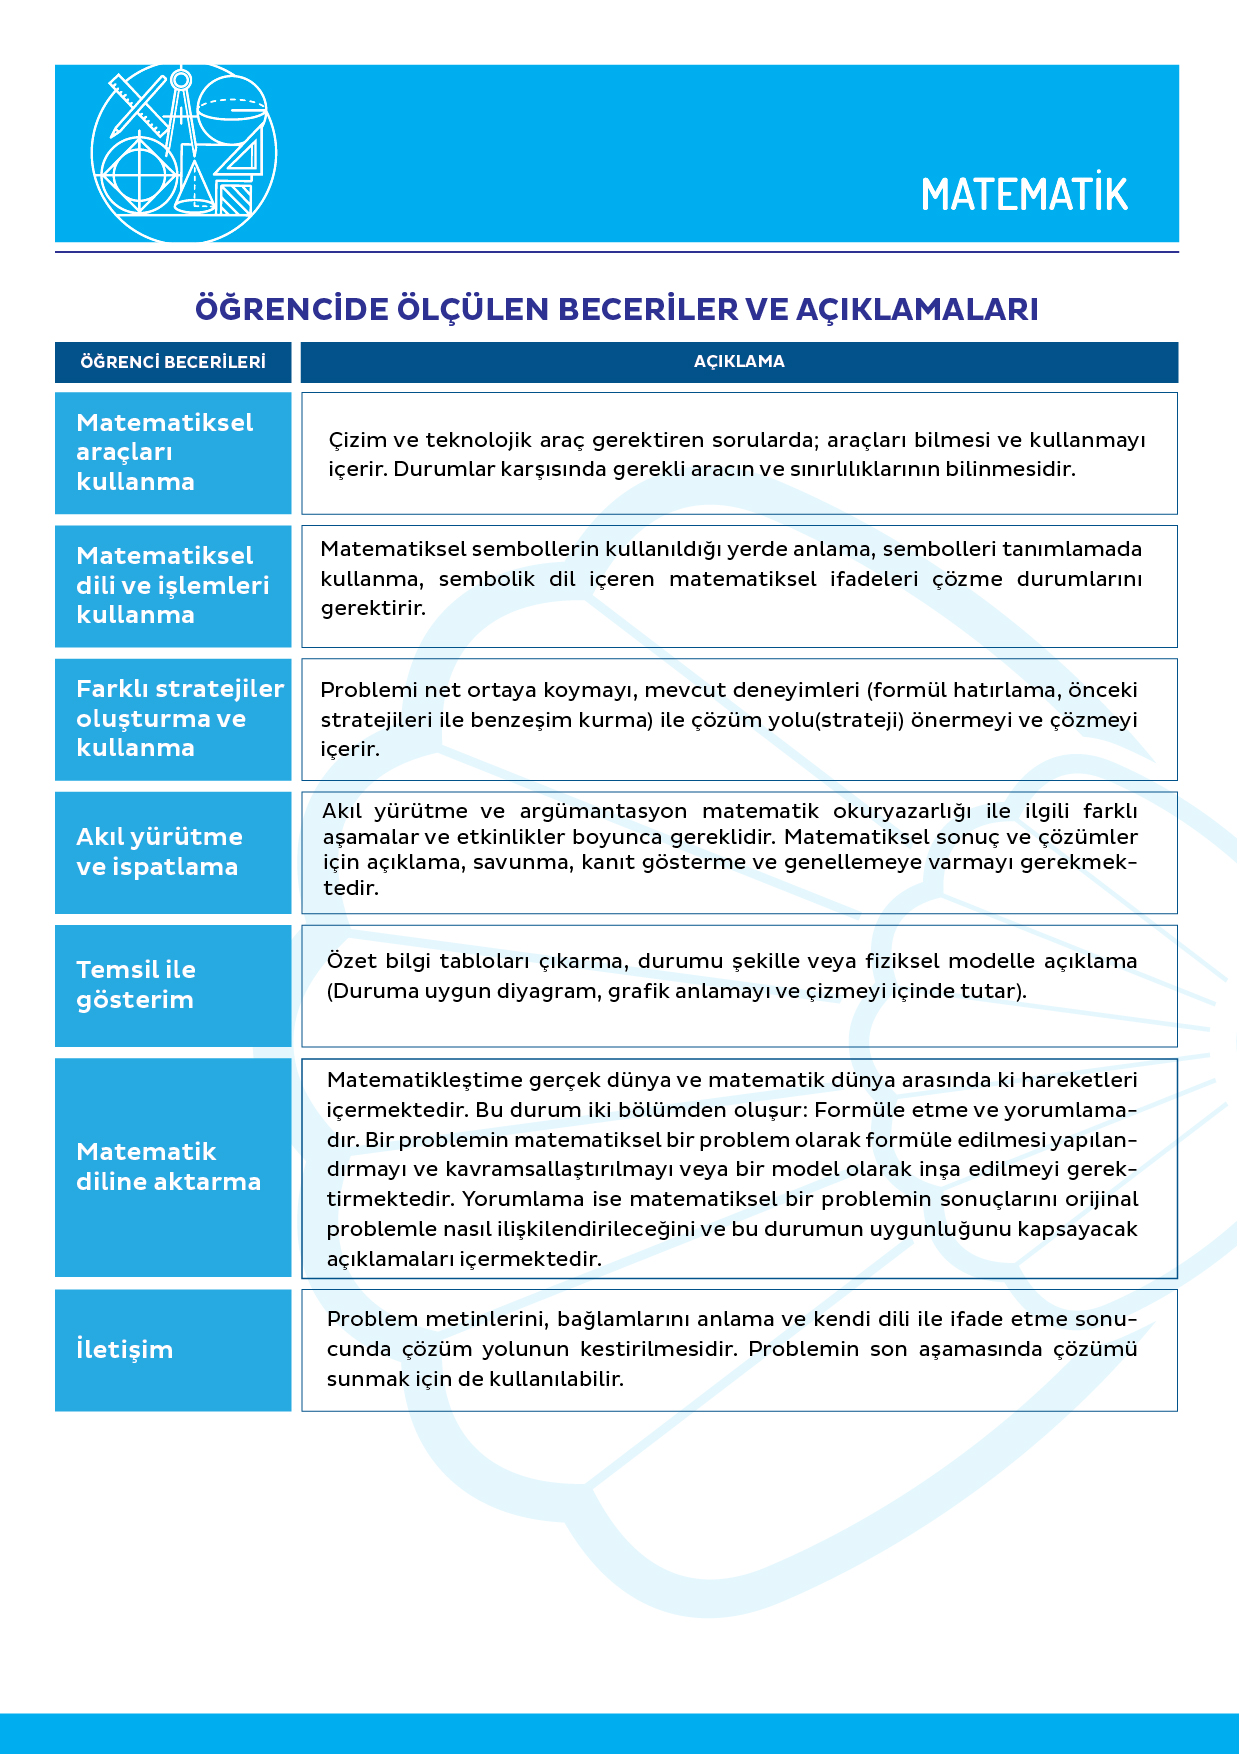 MATEMATİK
ÖĞRENCİDE ÖLÇÜLEN BECERİLER VE AÇIKLAMALARI
ÖĞRENCİ BECERİLERİ
AÇIKLAMA
Matematiksel
araçları
kullanma
Çizim ve teknolojik araç gerektiren sorularda; araçları bilmesi ve kullanmayı
içerir. Durumlar karşısında gerekli aracın ve sınırlılıklarının bilinmesidir.
Matematiksel
dili ve işlemleri
kullanma
Matematiksel sembollerin kullanıldığı yerde anlama, sembolleri tanımlamada
kullanma, sembolik dil içeren matematiksel ifadeleri çözme durumlarını
gerektirir.
Farklı stratejiler
oluşturma ve
kullanma
Problemi net ortaya koymayı, mevcut deneyimleri (formül hatırlama, önceki
stratejileri ile benzeşim kurma) ile çözüm yolu(strateji) önermeyi ve çözmeyi
içerir.
Akıl yürütme
ve ispatlama
Akıl yürütme ve argümantasyon matematik okuryazarlığı ile ilgili farklı
aşamalar ve etkinlikler boyunca gereklidir. Matematiksel sonuç ve çözümler
için açıklama, savunma, kanıt gösterme ve genellemeye varmayı gerekmek-
tedir.
Temsil ile
gösterim
Özet bilgi tabloları çıkarma, durumu şekille veya fiziksel modelle açıklama
(Duruma uygun diyagram, grafik anlamayı ve çizmeyi içinde tutar).
Matematik
diline aktarma
Matematikleştime gerçek dünya ve matematik dünya arasında ki hareketleri
içermektedir. Bu durum iki bölümden oluşur: Formüle etme ve yorumlama-
dır. Bir problemin matematiksel bir problem olarak formüle edilmesi yapılan-
dırmayı ve kavramsallaştırılmayı veya bir model olarak inşa edilmeyi gerek-
tirmektedir. Yorumlama ise matematiksel bir problemin sonuçlarını orijinal
problemle nasıl ilişkilendirileceğini ve bu durumun uygunluğunu kapsayacak
açıklamaları içermektedir.
İletişim
Problem metinlerini, bağlamlarını anlama ve kendi dili ile ifade etme sonu-
cunda çözüm yolunun kestirilmesidir. Problemin son aşamasında çözümü
sunmak için de kullanılabilir.